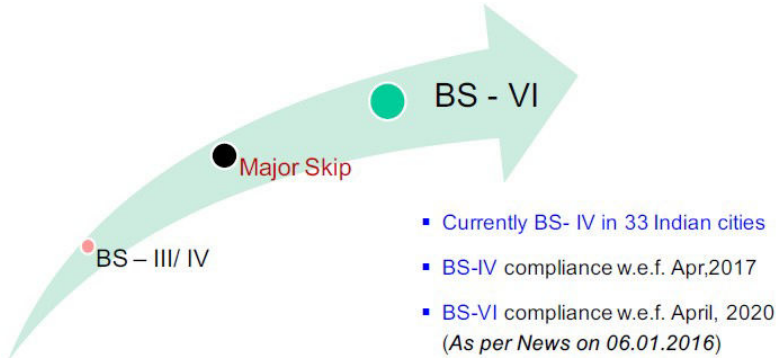 BS - VI
Major Skip
BS – III/ IV
▪ Currently BS- IV in 33 Indian cities
▪ BS-IV compliance w.e.f. Apr,2017
▪ BS-VI compliance w.e.f. April, 2020
(As per News on 06.01.2016)